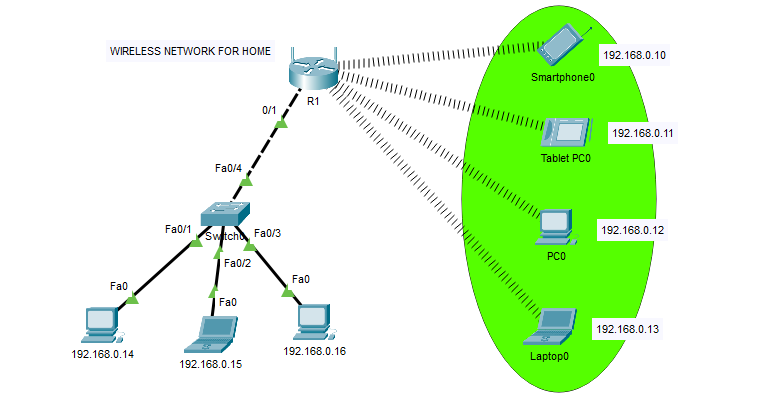 WIRELESS NETWORK FOR HOME
R1
192.168.0.10
Smartphone0
0/1
192.168.0.11
Tablet PC0
Fa0/4
Switch0
Fa0/1
Fa0/3
Fa0/2
192.168.0.12
PC0
Fa0
Fa0
Fa0
192.168.0.13
Laptop0
192.168.0.14
192.168.0.15
192.168.0.16